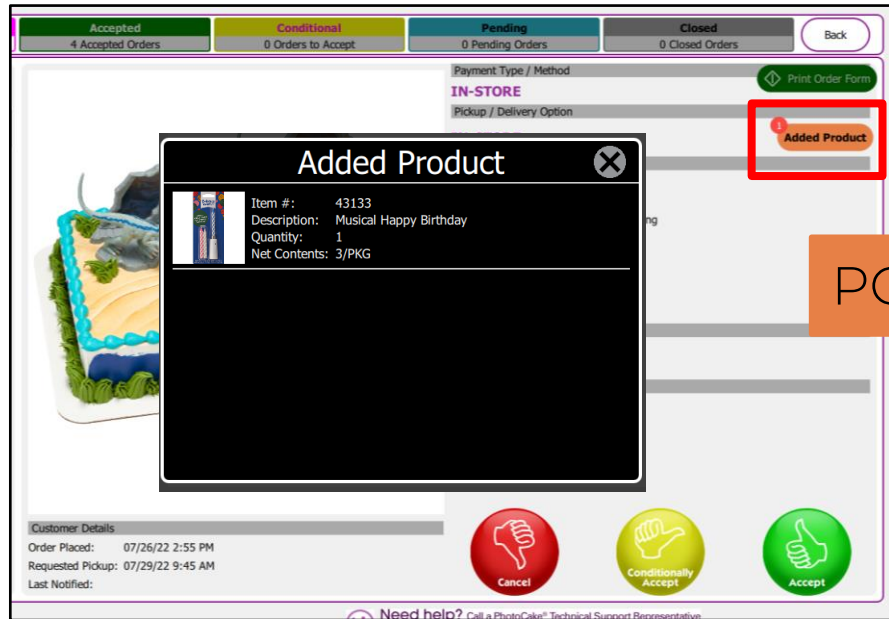 Accepted
4 Accepted Orders
Conditional
0 Orders to Accept
Pending
0 Pending Orders
Closed
0 Closed Orders
Back
Payment Type / Method
Print Order Form
IN-STORE
Pickup / Delivery Option
1
Added Product
Added Product
Item #: 43133
Description: Musical Happy Birthday
Quantity: 1
Net Contents: 3/PKG
ng
PO
Customer Details
Order Placed: 07/26/22 2:55 PM
Requested Pickup: 07/29/22 9:45 AM
Last Notified:
Cancel
Conditionally
Accept
Accept
Need help? Call a PhotoCake® Technical Support Representative